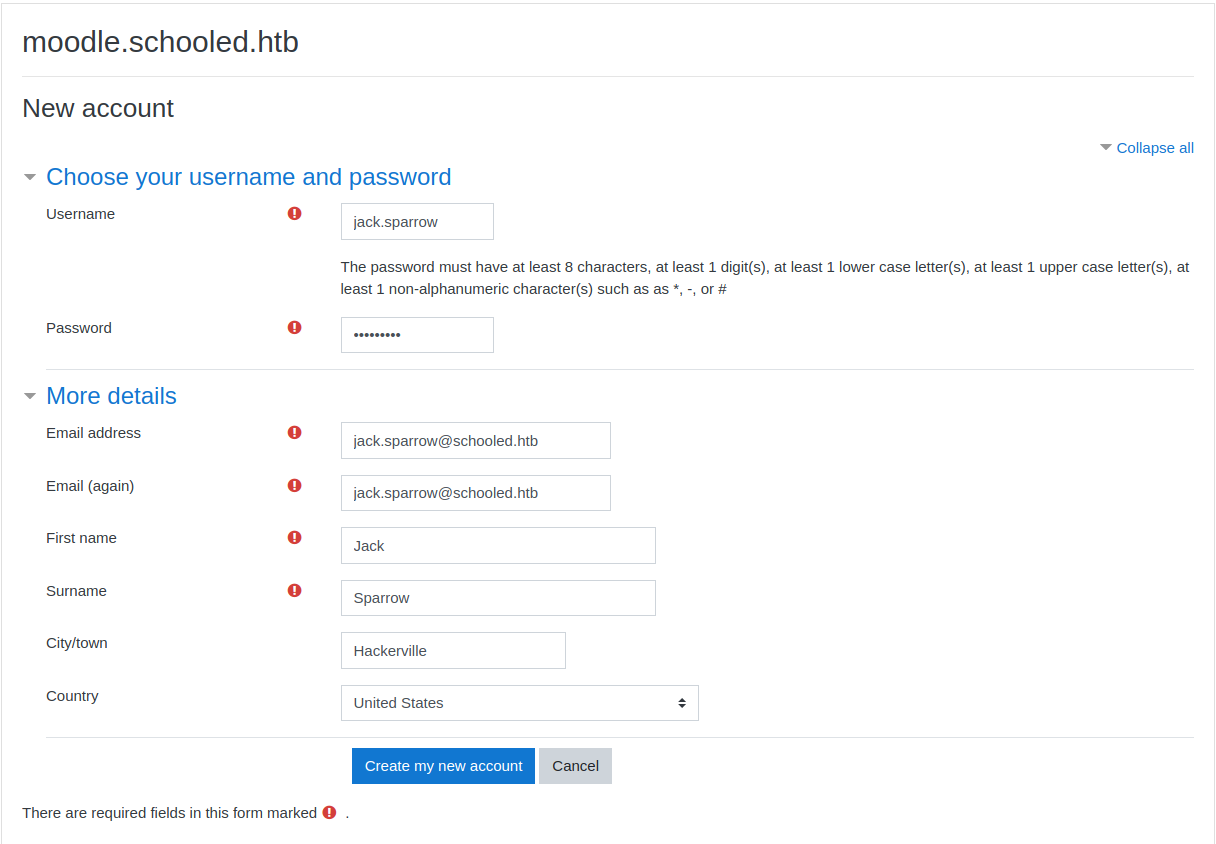 moodle.schooled.htb
New account
Collapse all
Choose your username and password
Username
jack.sparrow
The password must have at least 8 characters, at least 1 digit(s), at least 1 lower case letter(s), at least 1 upper case letter(s), at
least 1 non-alphanumeric character(s) such as as *, -, or #
Password
•••••••••
More details
Email address
jack.sparrow@schooled.htb
Email (again)
jack.sparrow@schooled.htb
First name
Jack
Surname
Sparrow
City/town
Hackerville
Country
United States
Create my new account
Cancel
There are required fields in this form marked .